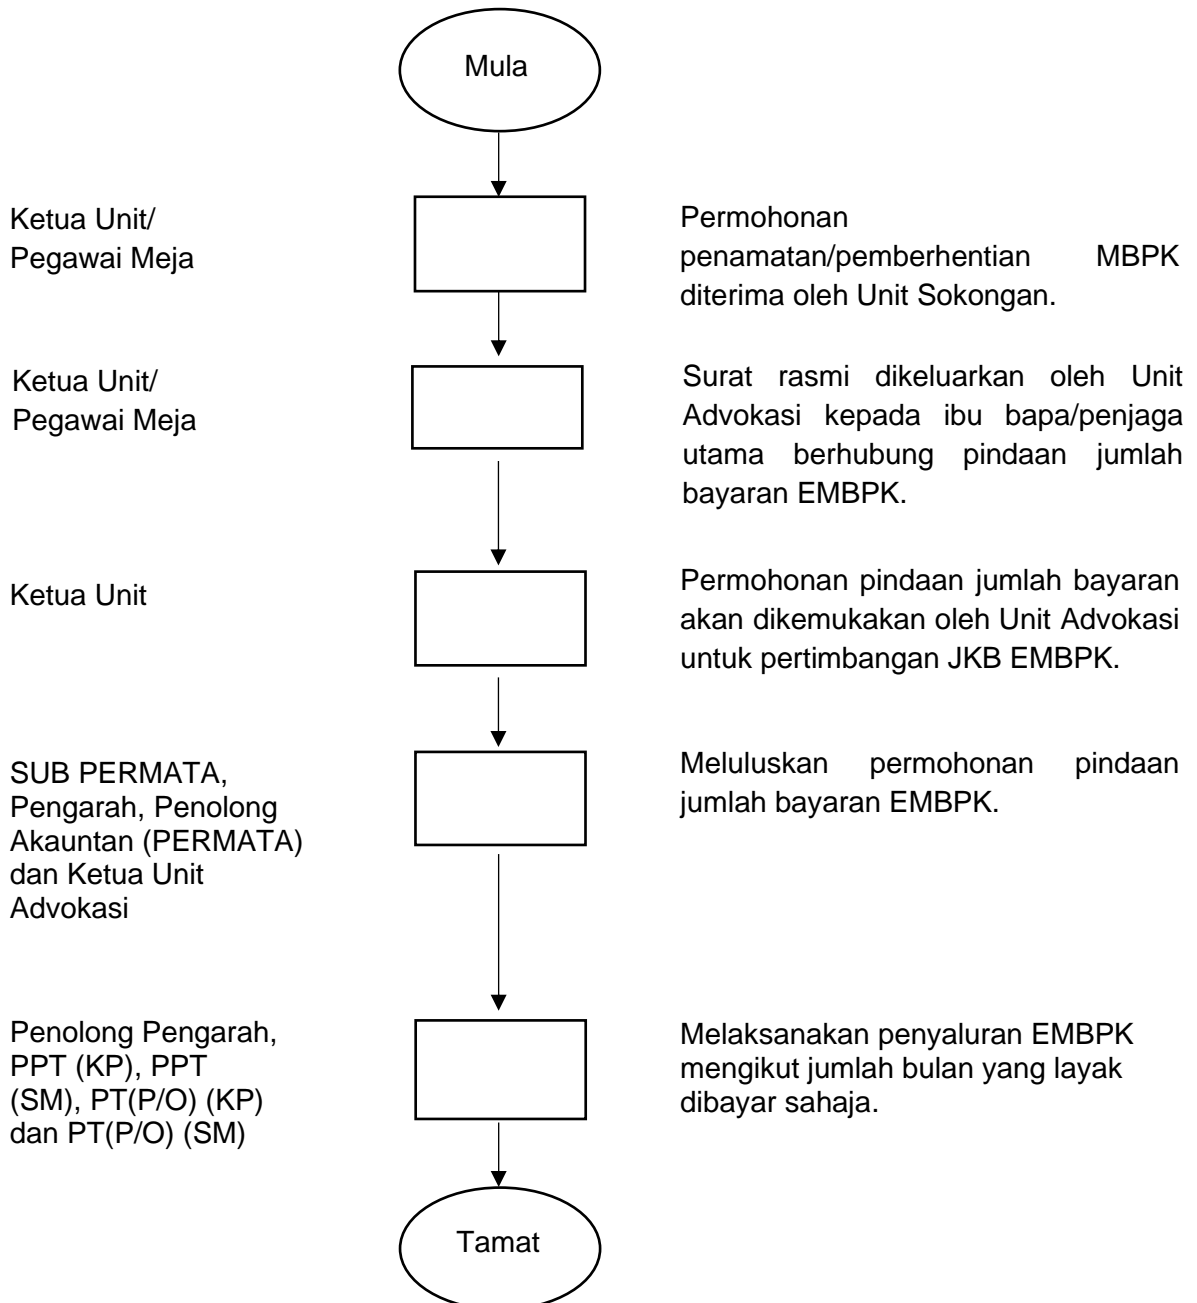 Mula
Ketua Unit/
Pegawai Meja
Permohonan
penamatan/pemberhentian MBPK
diterima oleh Unit Sokongan.
Ketua Unit/
Pegawai Meja
Surat rasmi dikeluarkan oleh Unit
Advokasi kepada ibu bapa/penjaga
utama berhubung pindaan jumlah
bayaran EMBPK.
Ketua Unit
Permohonan pindaan jumlah bayaran
akan dikemukakan oleh Unit Advokasi
untuk pertimbangan JKB EMBPK.
SUB PERMATA,
Pengarah, Penolong
Akauntan (PERMATA)
dan Ketua Unit
Advokasi
Meluluskan permohonan pindaan
jumlah bayaran EMBPK.
Penolong Pengarah,
PPT (KP), PPT
(SM), PT(P/O) (KP)
dan PT(P/O) (SM)
Melaksanakan penyaluran EMBPK
mengikut jumlah bulan yang layak
dibayar sahaja.
Tamat